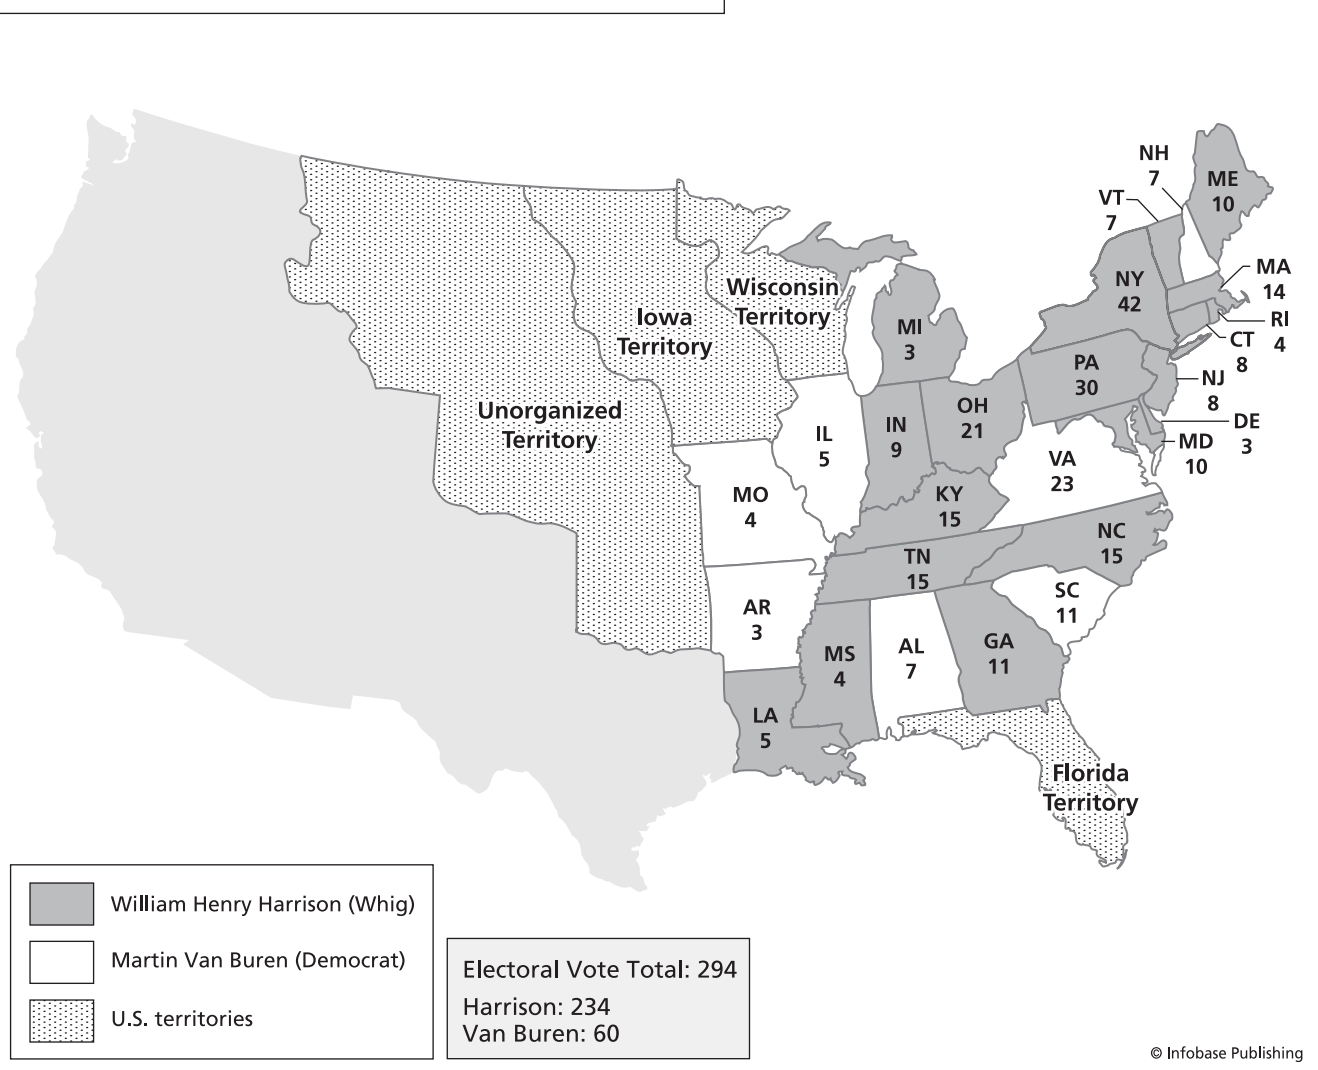 NH
7
ME
10
VT
7
MA
14
NY
42
RI
4
CT
8
Wisconsin
Territory
Iowa
Territory
MI
3
PA
30
NJ
8
DE
3
MD
10
Unorganized
Territory
OH
21
IN
9
IL
5
VA
23
MO
4
KY
15
NC
15
TN
15
SC
11
AR
3
MS
4
AL
7
GA
11
LA
5
Florida
Territory
William Henry Harrison (Whig)
Martin Van Buren (Democrat)
U.S. territories
Electoral Vote Total: 294
Harrison: 234
Van Buren: 60
© Infobase Publishing